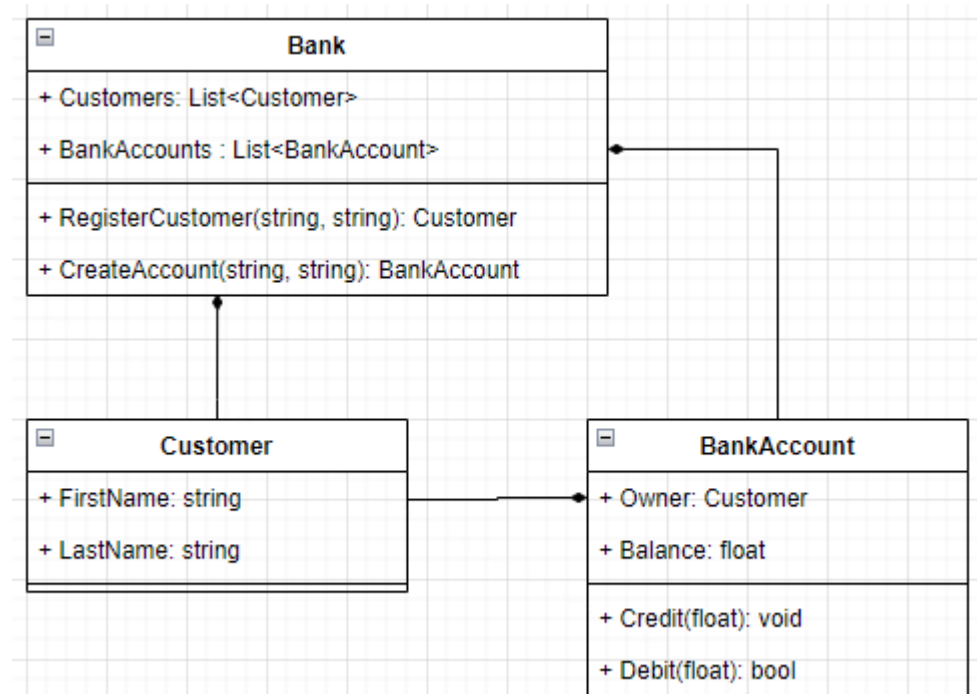 Bank
+ Customers: List<Customer>
+ BankAccounts : List<BankAccount>
+ RegisterCustomer(string, string): Customer
+ CreateAccount(string, string): BankAccount
Customer
+ FirstName: string
+ LastName: string
BankAccount
+ Owner: Customer
+ Balance: float
+ Credit(float): void
+ Debit(float): bool